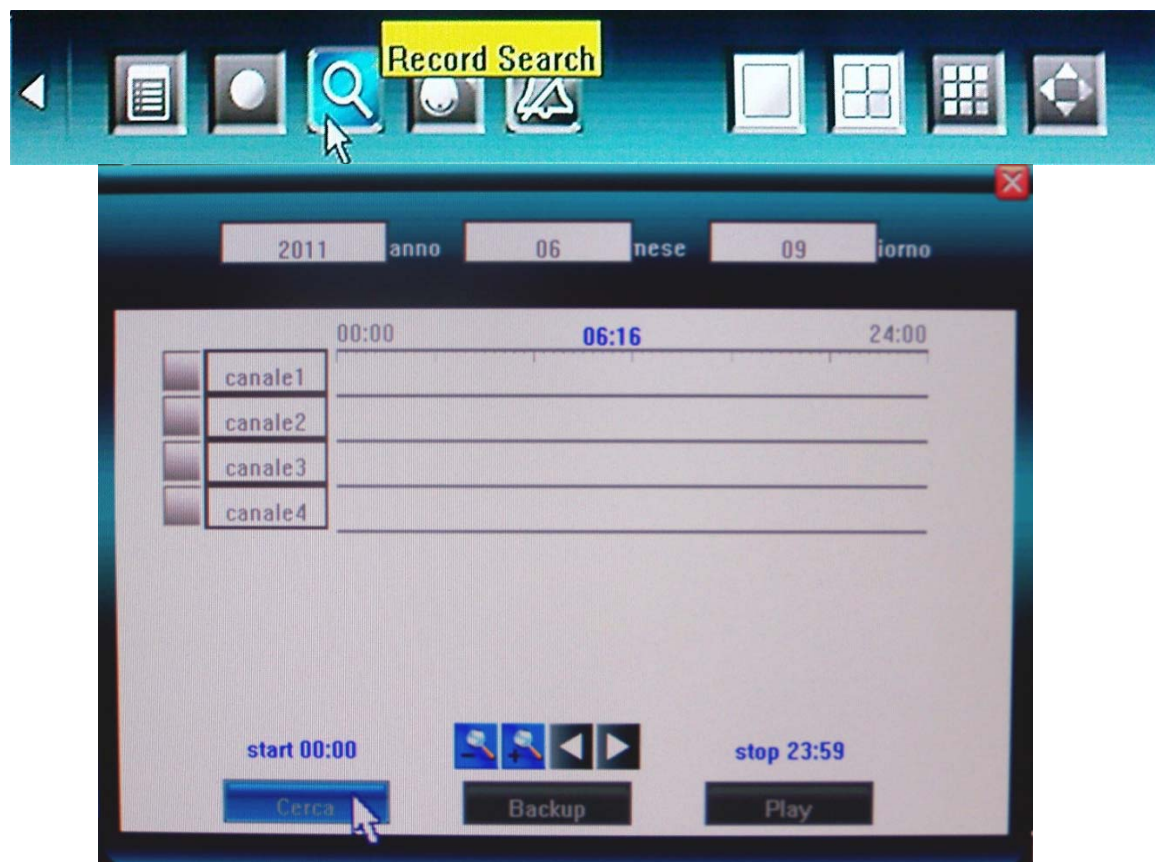 Record Search
2011 anno 06 nese 09 iorno
00:00 06:16 24:00
canale1
canale2
canale3
canale4
start 00:00 stop 23:59
Cerca Backup Play